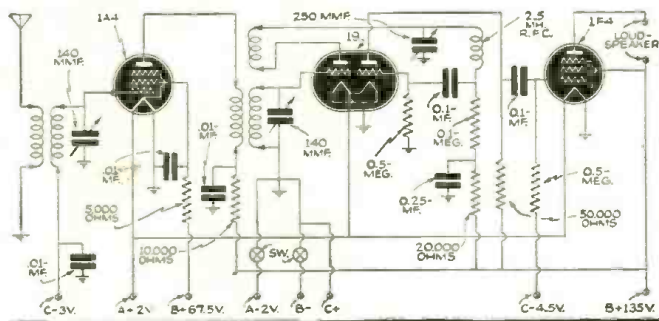 1A4
250 MMF.
19
2.5
MH.
R.F.C.
1F4
LOUD-
SPEAKER
140
MMF.
.01-
MF.
.01-
MF.
140
MMF.
0.5-
MEG.
0.1-
MF.
0.1-
MEG.
0.1-
MF.
5,000
OHMS
10,000
OHMS
0.25-
MF.
20,000
OHMS
0.5-
MEG.
50,000
OHMS
.01-
MF.
SW.
C-3V.
A+2V
B+67.5V.
A-2V.
B-
C+
C-4.5V.
B+135V.